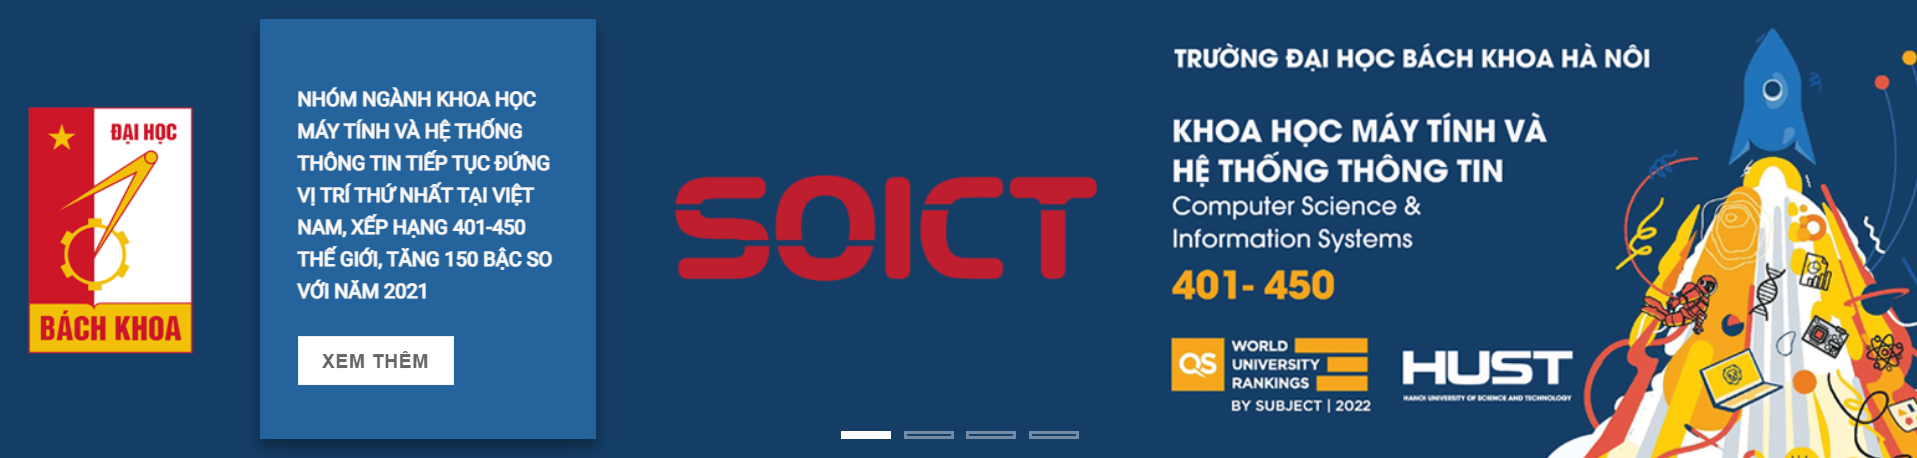 ĐẠI HỌC
BÁCH KHOA
NHÓM NGÀNH KHOA HỌC
MÁY TÍNH VÀ HỆ THỐNG
THÔNG TIN TIẾP TỤC ĐỨNG
VỊ TRÍ THỨ NHẤT TẠI VIỆT
NAM, XẾP HẠNG 401-450
THẾ GIỚI, TĂNG 150 BẬC SO
VỚI NĂM 2021
XEM THÊM
SOICT
TRƯỜNG ĐẠI HỌC BÁCH KHOA HÀ NÔI
KHOA HỌC MÁY TÍNH VÀ
HỆ THỐNG THÔNG TIN
Computer Science &
Information Systems
401- 450
QS
WORLD
UNIVERSITY
RANKINGS
BY SUBJECT | 2022
HUST
HANOI UNIVERSITY OF SCIENCE AND TECHNOLOGY